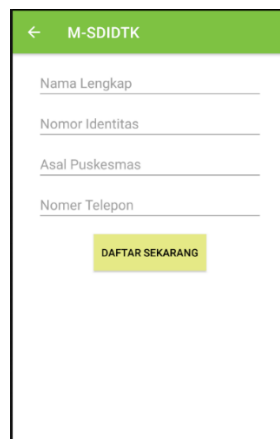 M-SDIDTK
Nama Lengkap
Nomor Identitas
Asal Puskesmas
Nomer Telepon
DAFTAR SEKARANG